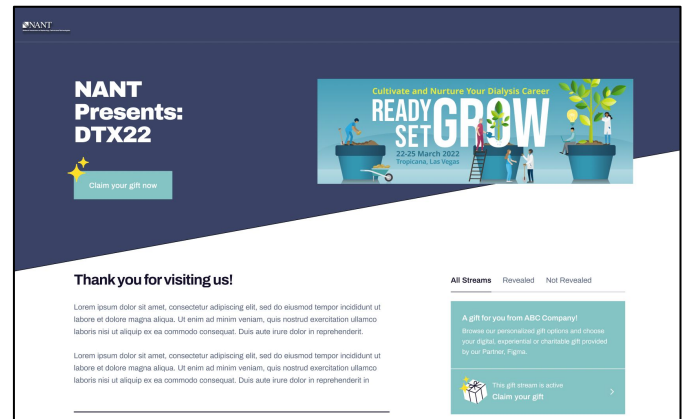 NANT
NANT
Presents:
DTX22
Claim your gift now
Cultivate and Nurture Your Dialysis Career
READY
SET GROW
22-25 March 2022
Tropicana, Las Vegas
Thank you for visiting us!
Lorem ipsum dolor sit amet, consectetur adipiscing elit, sed do eiusmod tempor incididunt ut
labore et dolore magna aliqua. Ut enim ad minim veniam, quis nostrud exercitation ullamco
laboris nisi ut aliquip ex ea commodo consequat. Duis aute irure dolor in reprehenderit.
Lorem ipsum dolor sit amet, consectetur adipiscing elit, sed do eiusmod tempor incididunt ut
labore et dolore magna aliqua. Ut enim ad minim veniam, quis nostrud exercitation ullamco
laboris nisi ut aliquip ex ea commodo consequat. Duis aute irure dolor in reprehenderit in
All Streams Revealed Not Revealed
A gift for you from ABC Company!
Browse our personalized gift options and choose
your digital, experiential or charitable gift provided
by our Partner, Figma.
This gift stream is active
Claim your gift